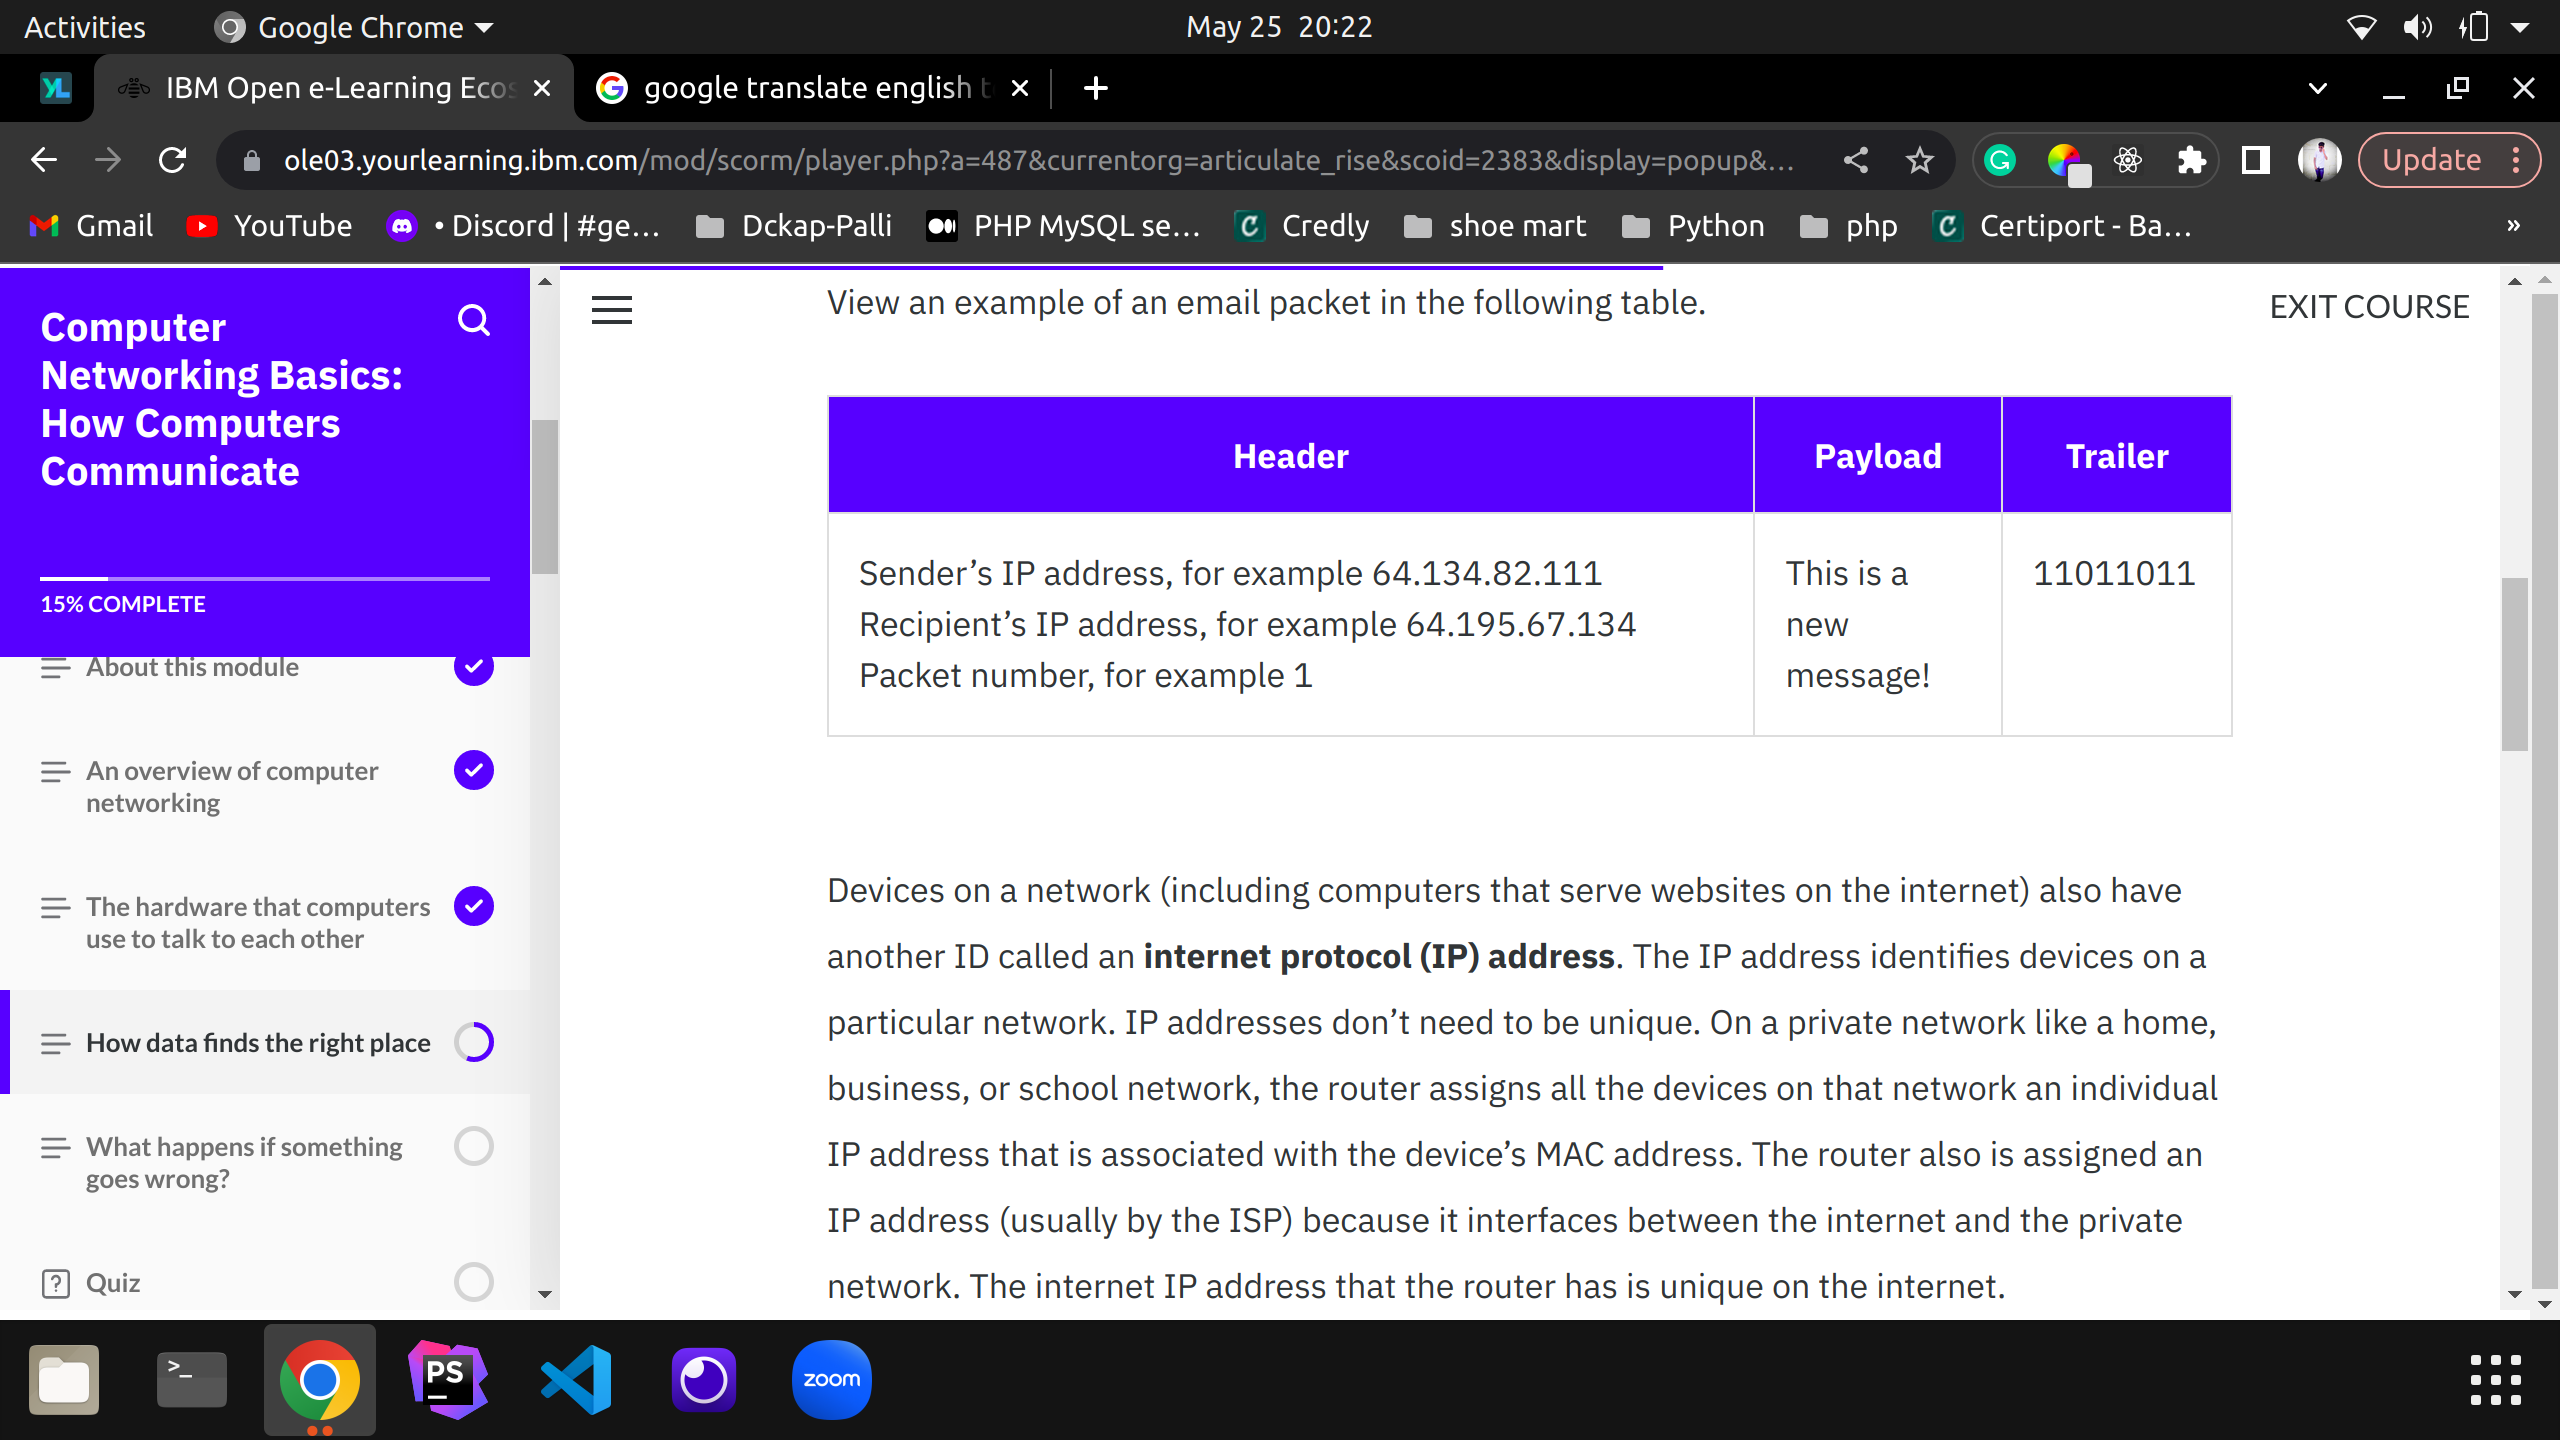 Activities
Google Chrome
May 25 20:22
IBM Open e-Learning Ecos
google translate english t
ole03.yourlearning.ibm.com/mod/scorm/player.php?a=487&currentorg=articulate_rise&scoid=2383&display=popup&...
Update
Gmail
YouTube
• Discord | #ge...
Dckap-Palli
PHP MySQL se...
Credly
shoe mart
Python
php
Certiport - Ba...
»
Computer
Networking Basics:
How Computers
Communicate
15% COMPLETE
About this module
An overview of computer
networking
The hardware that computers
use to talk to each other
How data finds the right place
What happens if something
goes wrong?
Quiz
EXIT COURSE
View an example of an email packet in the following table.
Header Payload Trailer
Sender’s IP address, for example 64.134.82.111
Recipient’s IP address, for example 64.195.67.134
Packet number, for example 1
This is a
new
message!
11011011
Devices on a network (including computers that serve websites on the internet) also have
another ID called an internet protocol (IP) address. The IP address identifies devices on a
particular network. IP addresses don’t need to be unique. On a private network like a home,
business, or school network, the router assigns all the devices on that network an individual
IP address that is associated with the device’s MAC address. The router also is assigned an
IP address (usually by the ISP) because it interfaces between the internet and the private
network. The internet IP address that the router has is unique on the internet.
PS
zoom